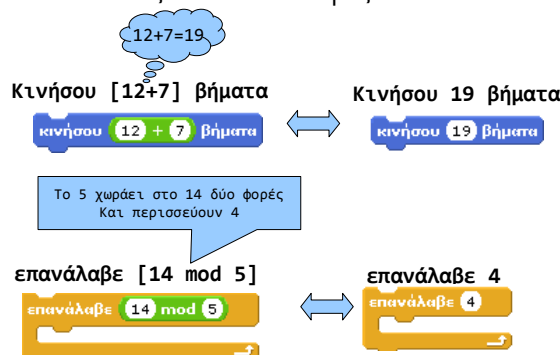 12+7=19
Κινήσου [12+7] βήματα
Κινήσου 19 βήματα
κινήσου 12 + 7 βήματα
κινήσου 19 βήματα
Το 5 χωράει στο 14 δύο φορές
Και περισσεύουν 4
επανάλαβε [14 mod 5]
επανάλαβε 4
επανάλαβε 14 mod 5
επανάλαβε 4